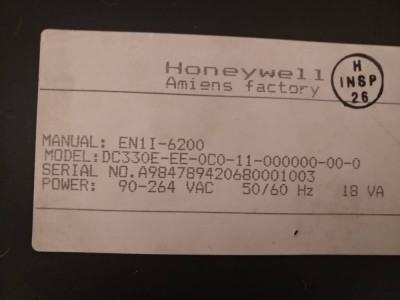 Honeywell
Amiens factory
H
INSP
26
MANUAL: EN1I-6200
MODEL:DC330E-EE-0C0-11-000000-00-0
SERIAL NO.A984789420680001003
POWER: 90-264 VAC 50/60 Hz 18 VA